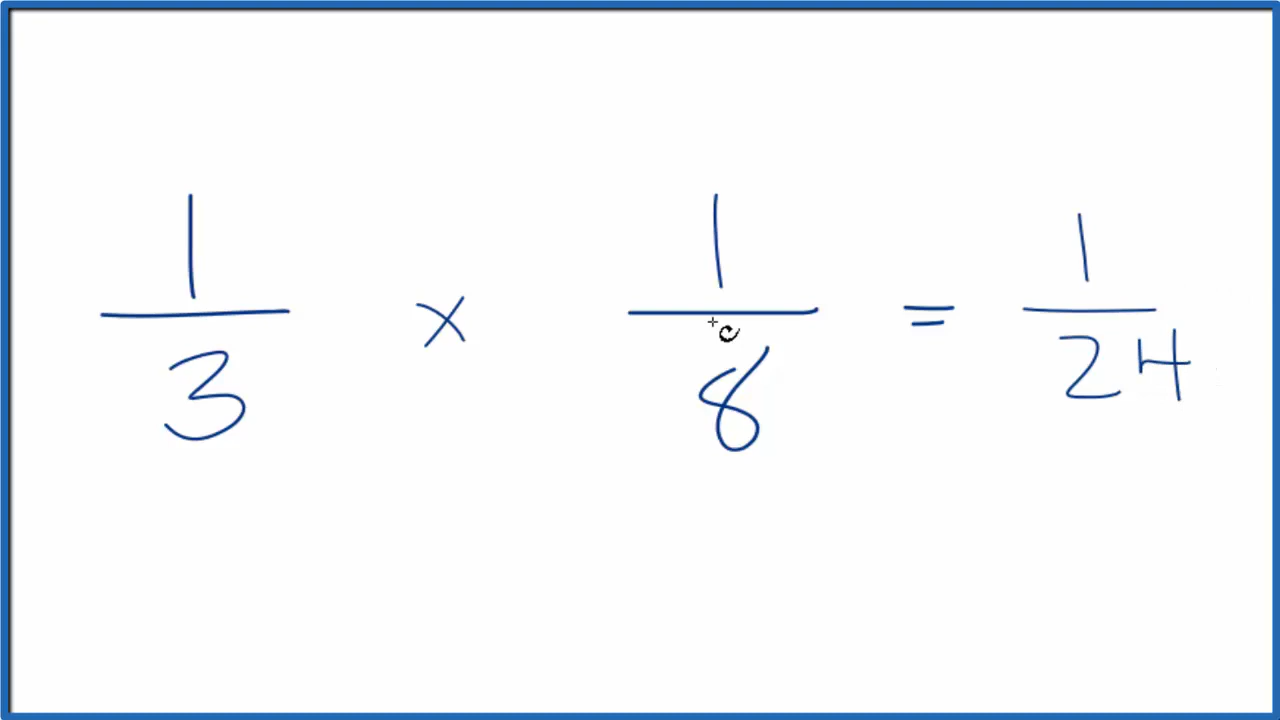 1/3 x 1/8 = 1/24